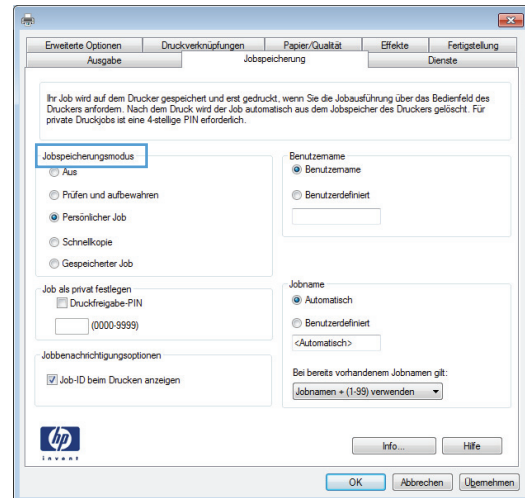 Erweiterte Optionen Druckverknüpfungen Papier/Qualität Effekte Fertigstellung
Ausgabe Jobspeicherung Dienste
Ihr Job wird auf dem Drucker gespeichert und erst gedruckt, wenn Sie die Jobausführung über das Bedienfeld des
Druckers anfordern. Nach dem Druck wird der Job automatisch aus dem Jobspeicher des Druckers gelöscht. Für
private Druckjobs ist eine 4-stellige PIN erforderlich.
Jobspeicherungsmodus
Aus
Prüfen und aufbewahren
Persönlicher Job
Schnellkopie
Gespeicherter Job
Benutzername
Benutzername
Benutzerdefiniert
Job als privat festlegen
Druckfreigabe-PIN
(0000-9999)
Jobname
Automatisch
Benutzerdefiniert
<Automatisch>
Bei bereits vorhandenem Jobnamen gilt:
Jobnamen + (1-99) verwenden
Jobbenachrichtigungsoptionen
Job-ID beim Drucken anzeigen
hp
invent
Info... Hilfe
OK Abbrechen Übernehmen